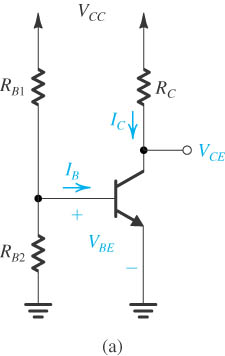 V_CC
R_B1
R_C
I_C
V_CE
I_B
+
R_B2
V_BE
−
(a)